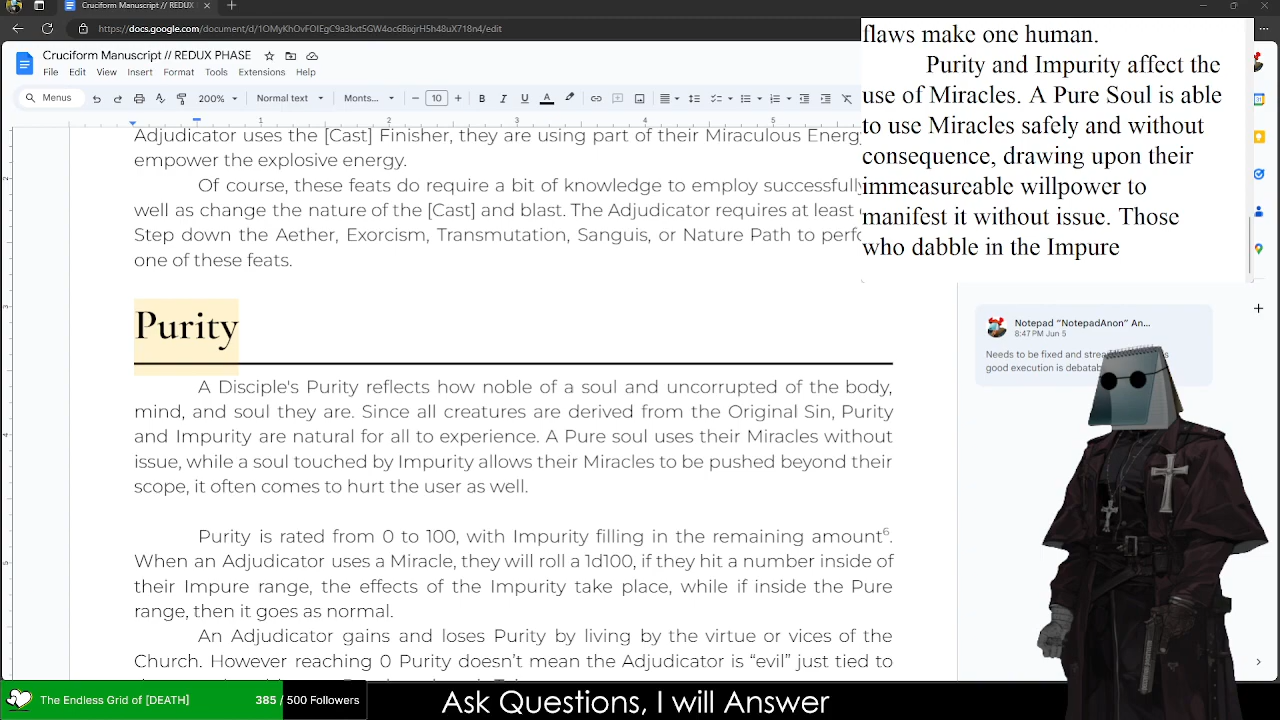 Cruciform Manuscript // REDUX
https://docs.google.com/document/d/1OMyKhOvFOIEgC9a3kxt5GW4oc6BixjrH5h48uX718n4/edit
Cruciform Manuscript // REDUX PHASE
File Edit View Insert Format Tools Extensions Help
Menus 200% Normal text Monts... 10
Adjudicator uses the [Cast] Finisher, they are using part of their Miraculous Energy
empower the explosive energy.
Of course, these feats do require a bit of knowledge to employ successfully
well as change the nature of the [Cast] and blast. The Adjudicator requires at least
Step down the Aether, Exorcism, Transmutation, Sanguis, or Nature Path to
one of these feats.
Purity
A Disciple's Purity reflects how noble of a soul and uncorrupted of the body,
mind, and soul they are. Since all creatures are derived from the Original Sin, Purity
and Impurity are natural for all to experience. A Pure soul uses their Miracles without
issue, while a soul touched by Impurity allows their Miracles to be pushed beyond their
scope, it often comes to hurt the user as well.
Purity is rated from 0 to 100, with Impurity filling in the remaining amount⁶.
When an Adjudicator uses a Miracle, they will roll a 1d100, if they hit a number inside of
their Impure range, the effects of the Impurity take place, while if inside the Pure
range, then it goes as normal.
An Adjudicator gains and loses Purity by living by the virtue or vices of the
Church. However reaching 0 Purity doesn't mean the Adjudicator is “evil” just tied to
flaws make one human.
Purity and Impurity affect the
use of Miracles. A Pure Soul is able
to use Miracles safely and without
consequence, drawing upon their
immeasureable willpower to
manifest it without issue. Those
who dabble in the Impure
Notepad “NotepadAnon” An...
8:47 PM Jun 5
Needs to be fixed and
good execution is
The Endless Grid of [DEATH] 385 / 500 Followers
Ask Questions, I will Answer